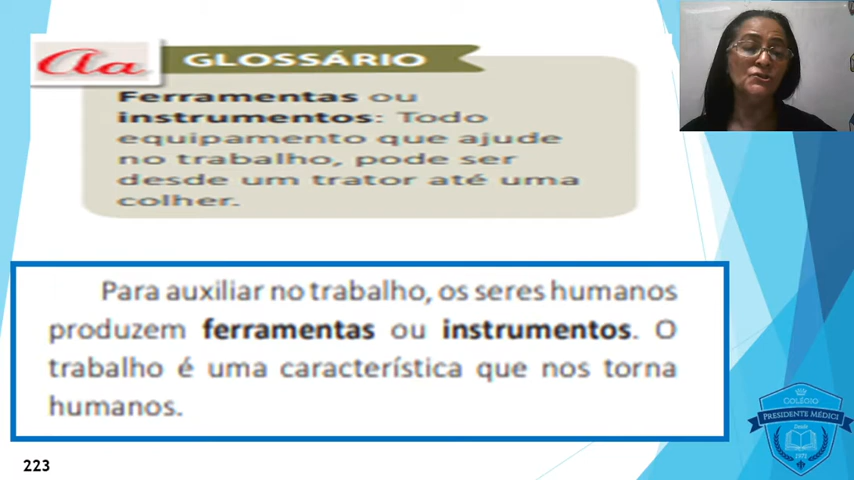 Aa
GLOSSÁRIO
Ferramentas ou
instrumentos: Todo
equipamento que ajude
no trabalho, pode ser
desde um trator até uma
colher.
Para auxiliar no trabalho, os seres humanos
produzem ferramentas ou instrumentos. O
trabalho é uma característica que nos torna
humanos.
223
COLÉGIO
PRESIDENTE MÉDICI
Desde